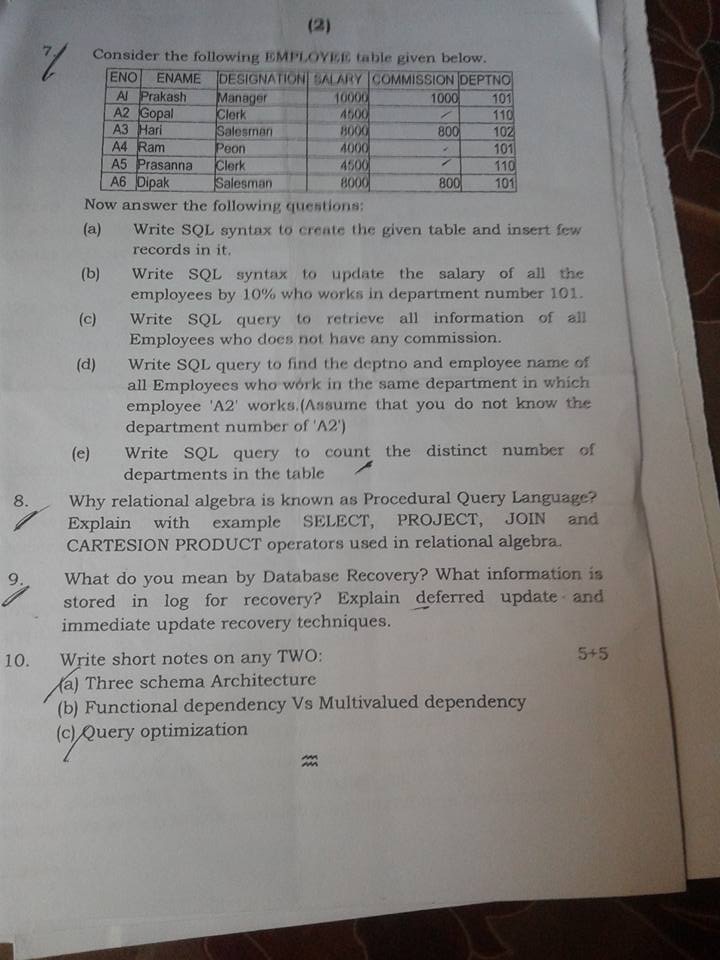 (2)
7. Consider the following EMPLOYEE table given below.
ENO ENAME DESIGNATION SALARY COMMISSION DEPTNO
A1 Prakash Manager 10000 1000 101
A2 Gopal Clerk 4500 110
A3 Hari Salesman 8000 800 102
A4 Ram Peon 4000 - 101
A5 Prasanna Clerk 4500 110
A6 Dipak Salesman 8000 800 101
Now answer the following questions:
(a) Write SQL syntax to create the given table and insert few
records in it.
(b) Write SQL syntax to update the salary of all the
employees by 10% who works in department number 101.
(c) Write SQL query to retrieve all information of all
Employees who does not have any commission.
(d) Write SQL query to find the deptno and employee name of
all Employees who work in the same department in which
employee 'A2' works.(Assume that you do not know the
department number of 'A2')
(e) Write SQL query to count the distinct number of
departments in the table
8. Why relational algebra is known as Procedural Query Language?
Explain with example SELECT, PROJECT, JOIN and
CARTESION PRODUCT operators used in relational algebra.
9. What do you mean by Database Recovery? What information is
stored in log for recovery? Explain deferred update and
immediate update recovery techniques.
10. Write short notes on any TWO: 5+5
(a) Three schema Architecture
(b) Functional dependency Vs Multivalued dependency
(c) Query optimization